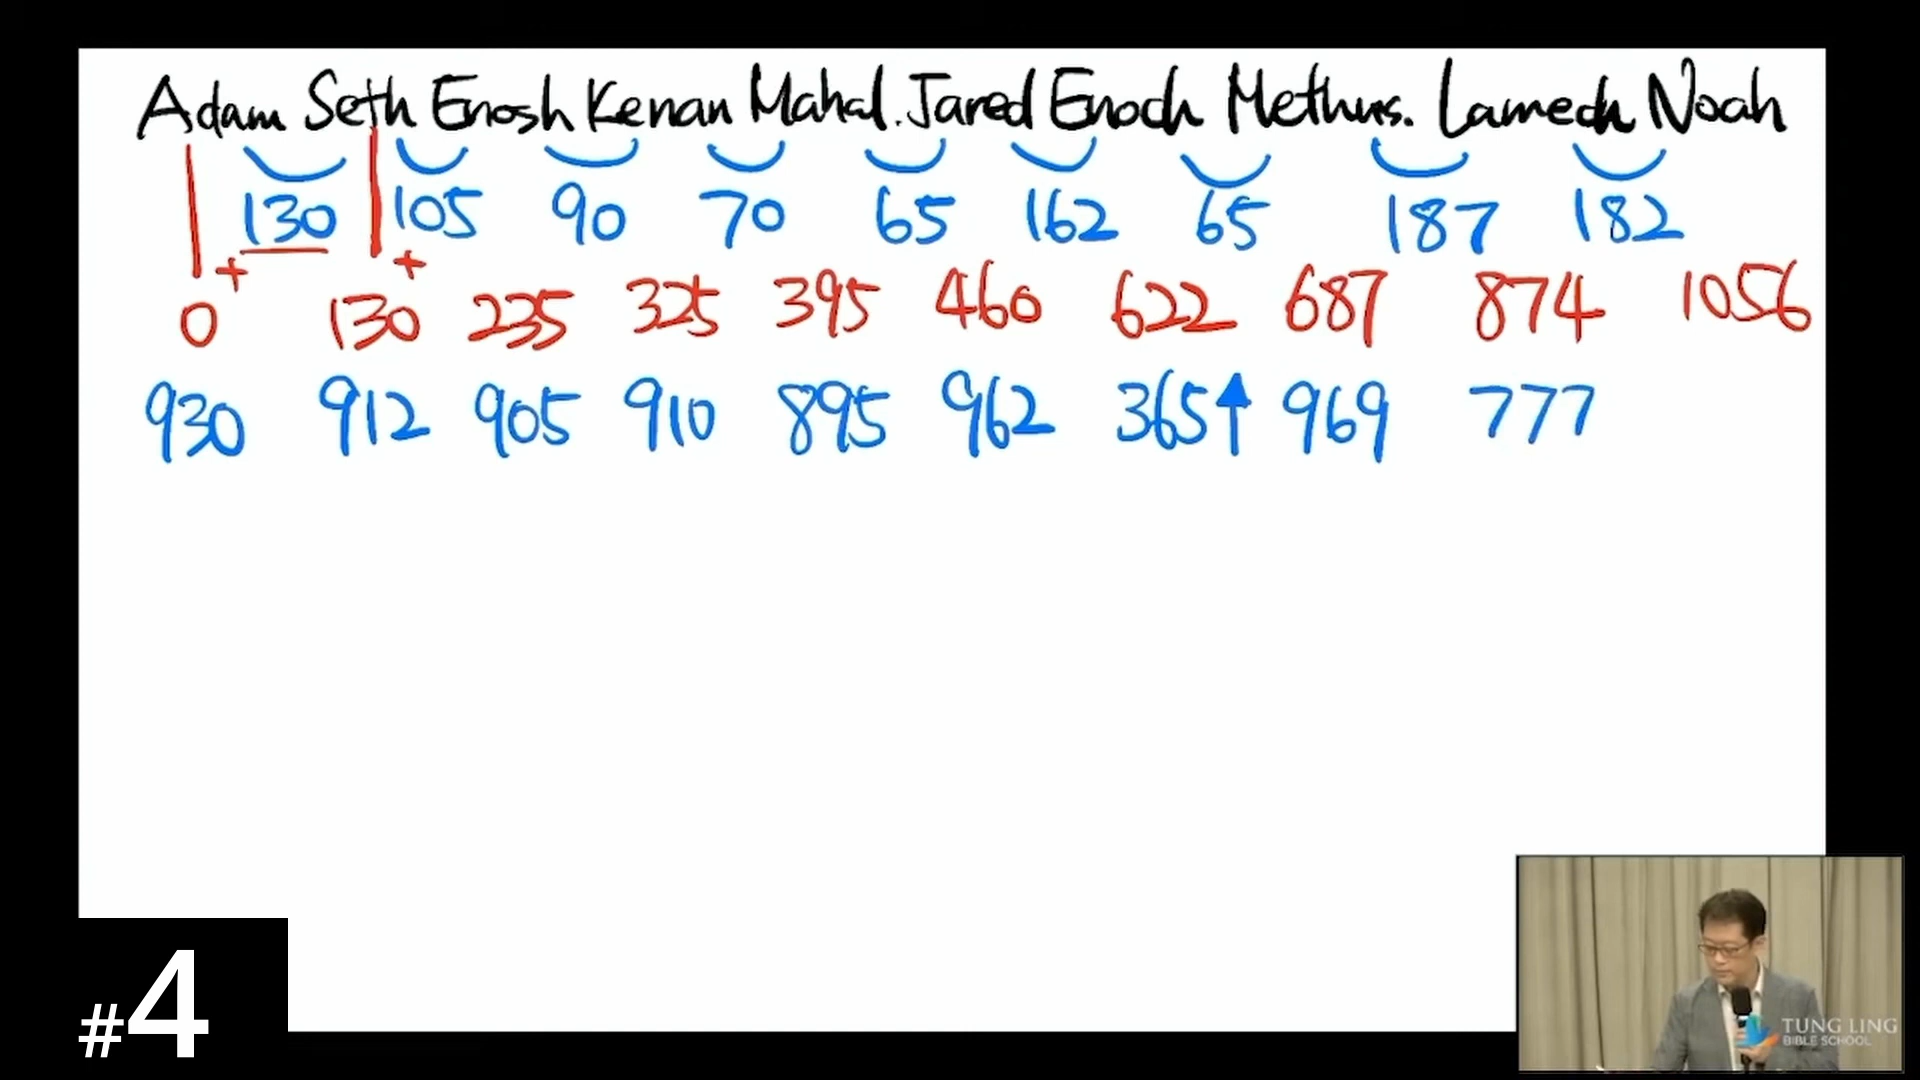 Adam Seth Enosh Kenan Mahal. Jared Enoch Methus. Lamech Noah
130 105 90 70 65 162 65 187 182
+ +
0 130 235 325 395 460 622 687 874 1056
930 912 905 910 895 962 365↑ 969 777
#4
TUNG LING
BIBLE SCHOOL